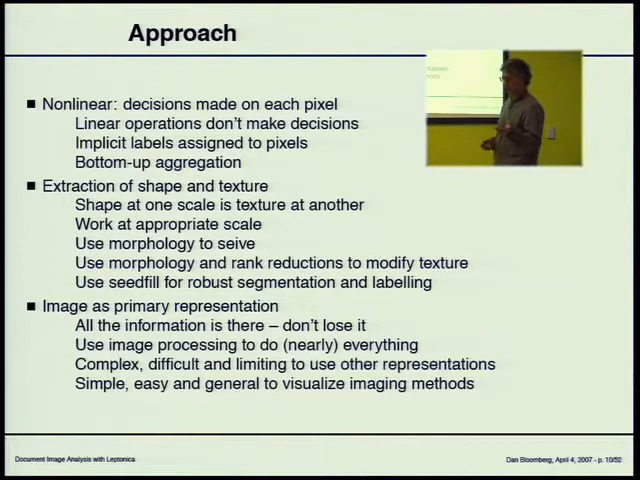 Approach
Nonlinear: decisions made on each pixel
Linear operations don't make decisions
Implicit labels assigned to pixels
Bottom-up aggregation
Extraction of shape and texture
Shape at one scale is texture at another
Work at appropriate scale
Use morphology to seive
Use morphology and rank reductions to modify texture
Use seedfill for robust segmentation and labelling
Image as primary representation
All the information is there – don't lose it
Use image processing to do (nearly) everything
Complex, difficult and limiting to use other representations
Simple, easy and general to visualize imaging methods
Document Image Analysis with Leptonica
Dan Bloomberg, April 4, 2007 - p. 10/52